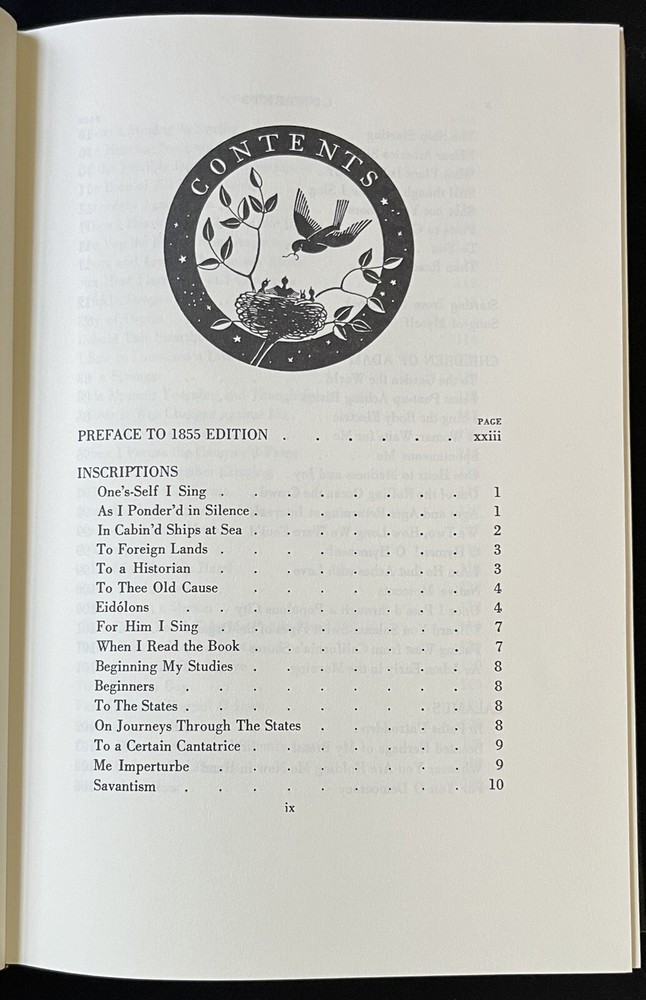 CONTENTS
PAGE
PREFACE TO 1855 EDITION . . . . . . xxiii
INSCRIPTIONS
One's-Self I Sing . . . . . . . . 1
As I Ponder'd in Silence . . . . . . . 1
In Cabin'd Ships at Sea . . . . . . . 2
To Foreign Lands . . . . . . . . 3
To a Historian . . . . . . . 3
To Thee Old Cause . . . . . . . 4
Eidólons . . . . . . . . . 4
For Him I Sing . . . . . . . . 7
When I Read the Book . . . . . . . 7
Beginning My Studies . . . . . . . 8
Beginners . . . . . . . . . 8
To The States . . . . . . . . . 8
On Journeys Through The States . . . . . 8
To a Certain Cantatrice . . . . . . . 9
Me Imperturbe . . . . . . . . 9
Savantism . . . . . . . . . 10
ix